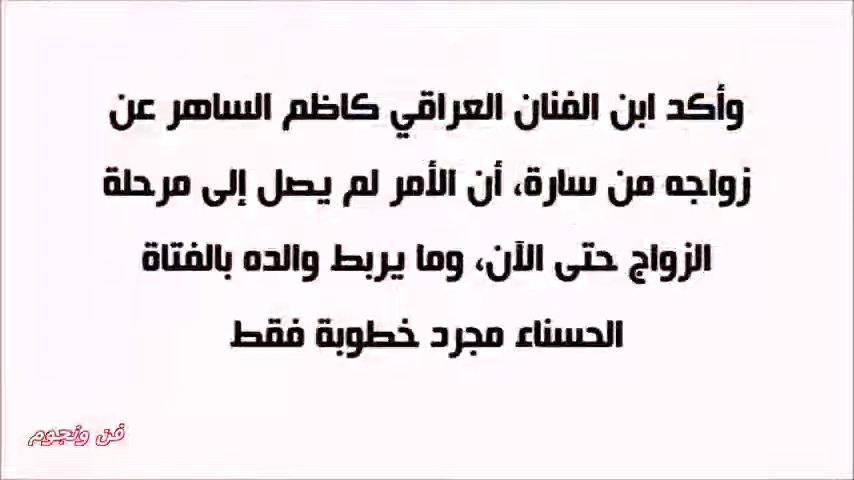 وأكد ابن الفنان العراقي كاظم الساهر عن
زواجه من سارة، أن الأمر لم يصل إلى مرحلة
الزواج حتى الآن، وما يربط والده بالفتاة
الحسناء مجرد خطوبة فقط
فن ونجوم